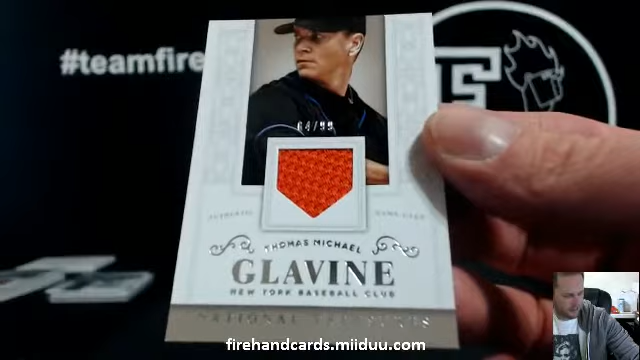 #teamfire
F
64/99
AUTHENTIC GAME-USED
THOMAS MICHAEL
GLAVINE
NEW YORK BASEBALL CLUB
NATIONAL TREASURES
firehandcards.miiduu.com